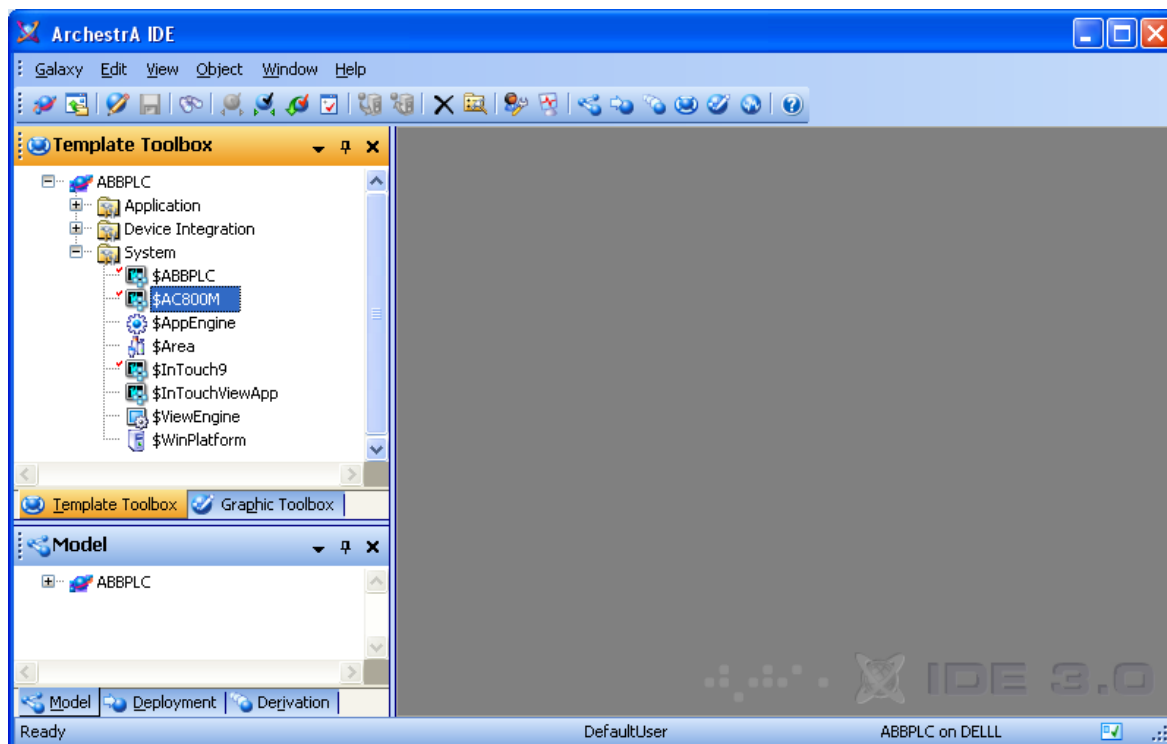 ArchestrA IDE
Galaxy Edit View Object Window Help
Template Toolbox
ABBPLC
Application
Device Integration
System
$ABBPLC
$AC800M
$AppEngine
$Area
$InTouch9
$InTouchViewApp
$ViewEngine
$WinPlatform
Template Toolbox Graphic Toolbox
Model
ABBPLC
IDE 3.0
Model Deployment Derivation
Ready DefaultUser ABBPLC on DELLL